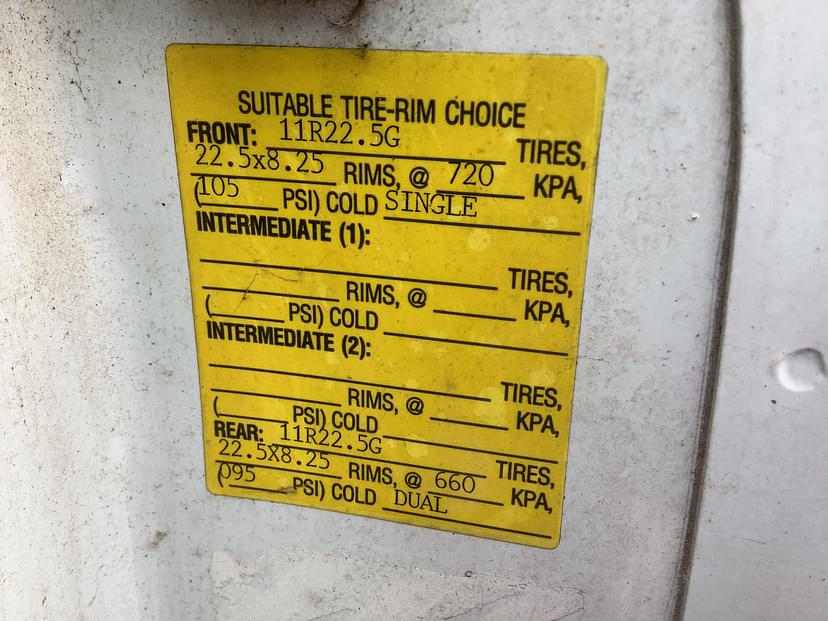 SUITABLE TIRE-RIM CHOICE
FRONT: 11R22.5G TIRES,
22.5x8.25 RIMS, @ 720 KPA,
(105 PSI) COLD SINGLE
INTERMEDIATE (1):
TIRES,
RIMS, @ KPA,
( PSI) COLD
INTERMEDIATE (2):
TIRES,
RIMS, @ KPA,
( PSI) COLD
REAR: 11R22.5G TIRES,
22.5X8.25 RIMS, @ 660 KPA,
(095 PSI) COLD DUAL